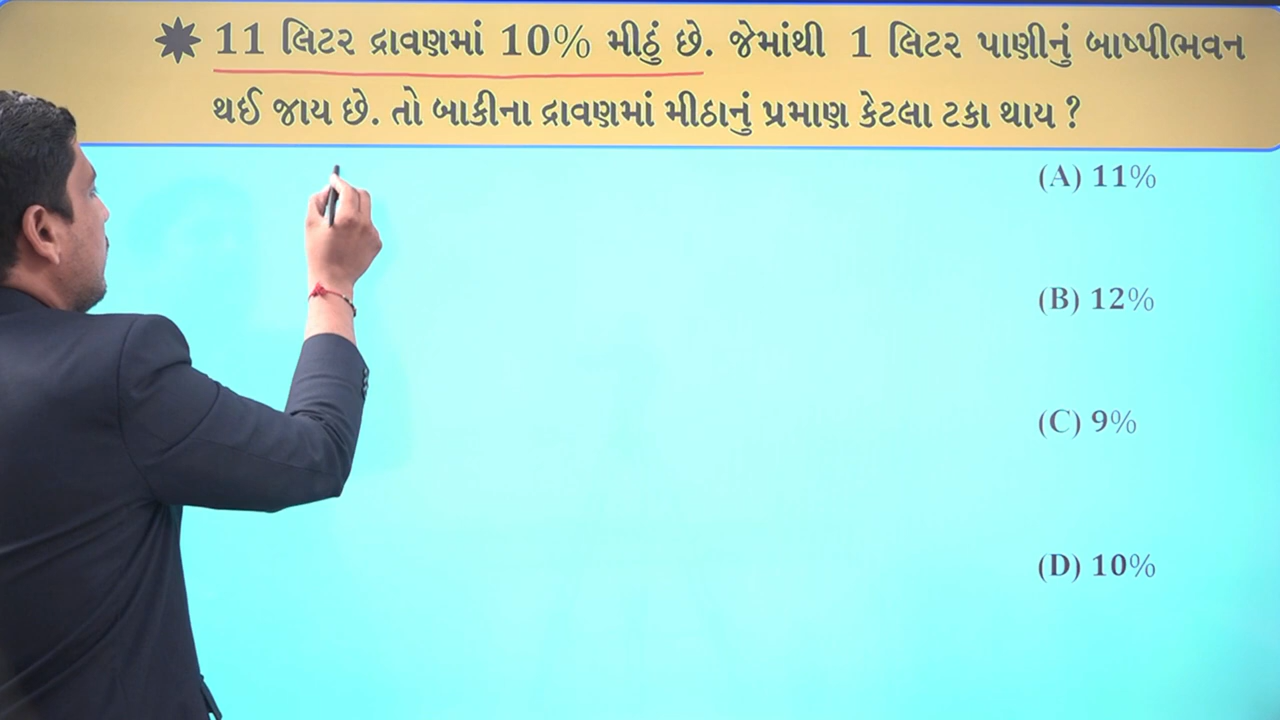 11 લિટર દ્રાવણમાં 10% મીઠું છે. જેમાંથી 1 લિટર પાણીનું બાષ્પીભવન
થઈ જાય છે. તો બાકીના દ્રાવણમાં મીઠાનું પ્રમાણ કેટલા ટકા થાય ?
(A) 11%
(B) 12%
(C) 9%
(D) 10%